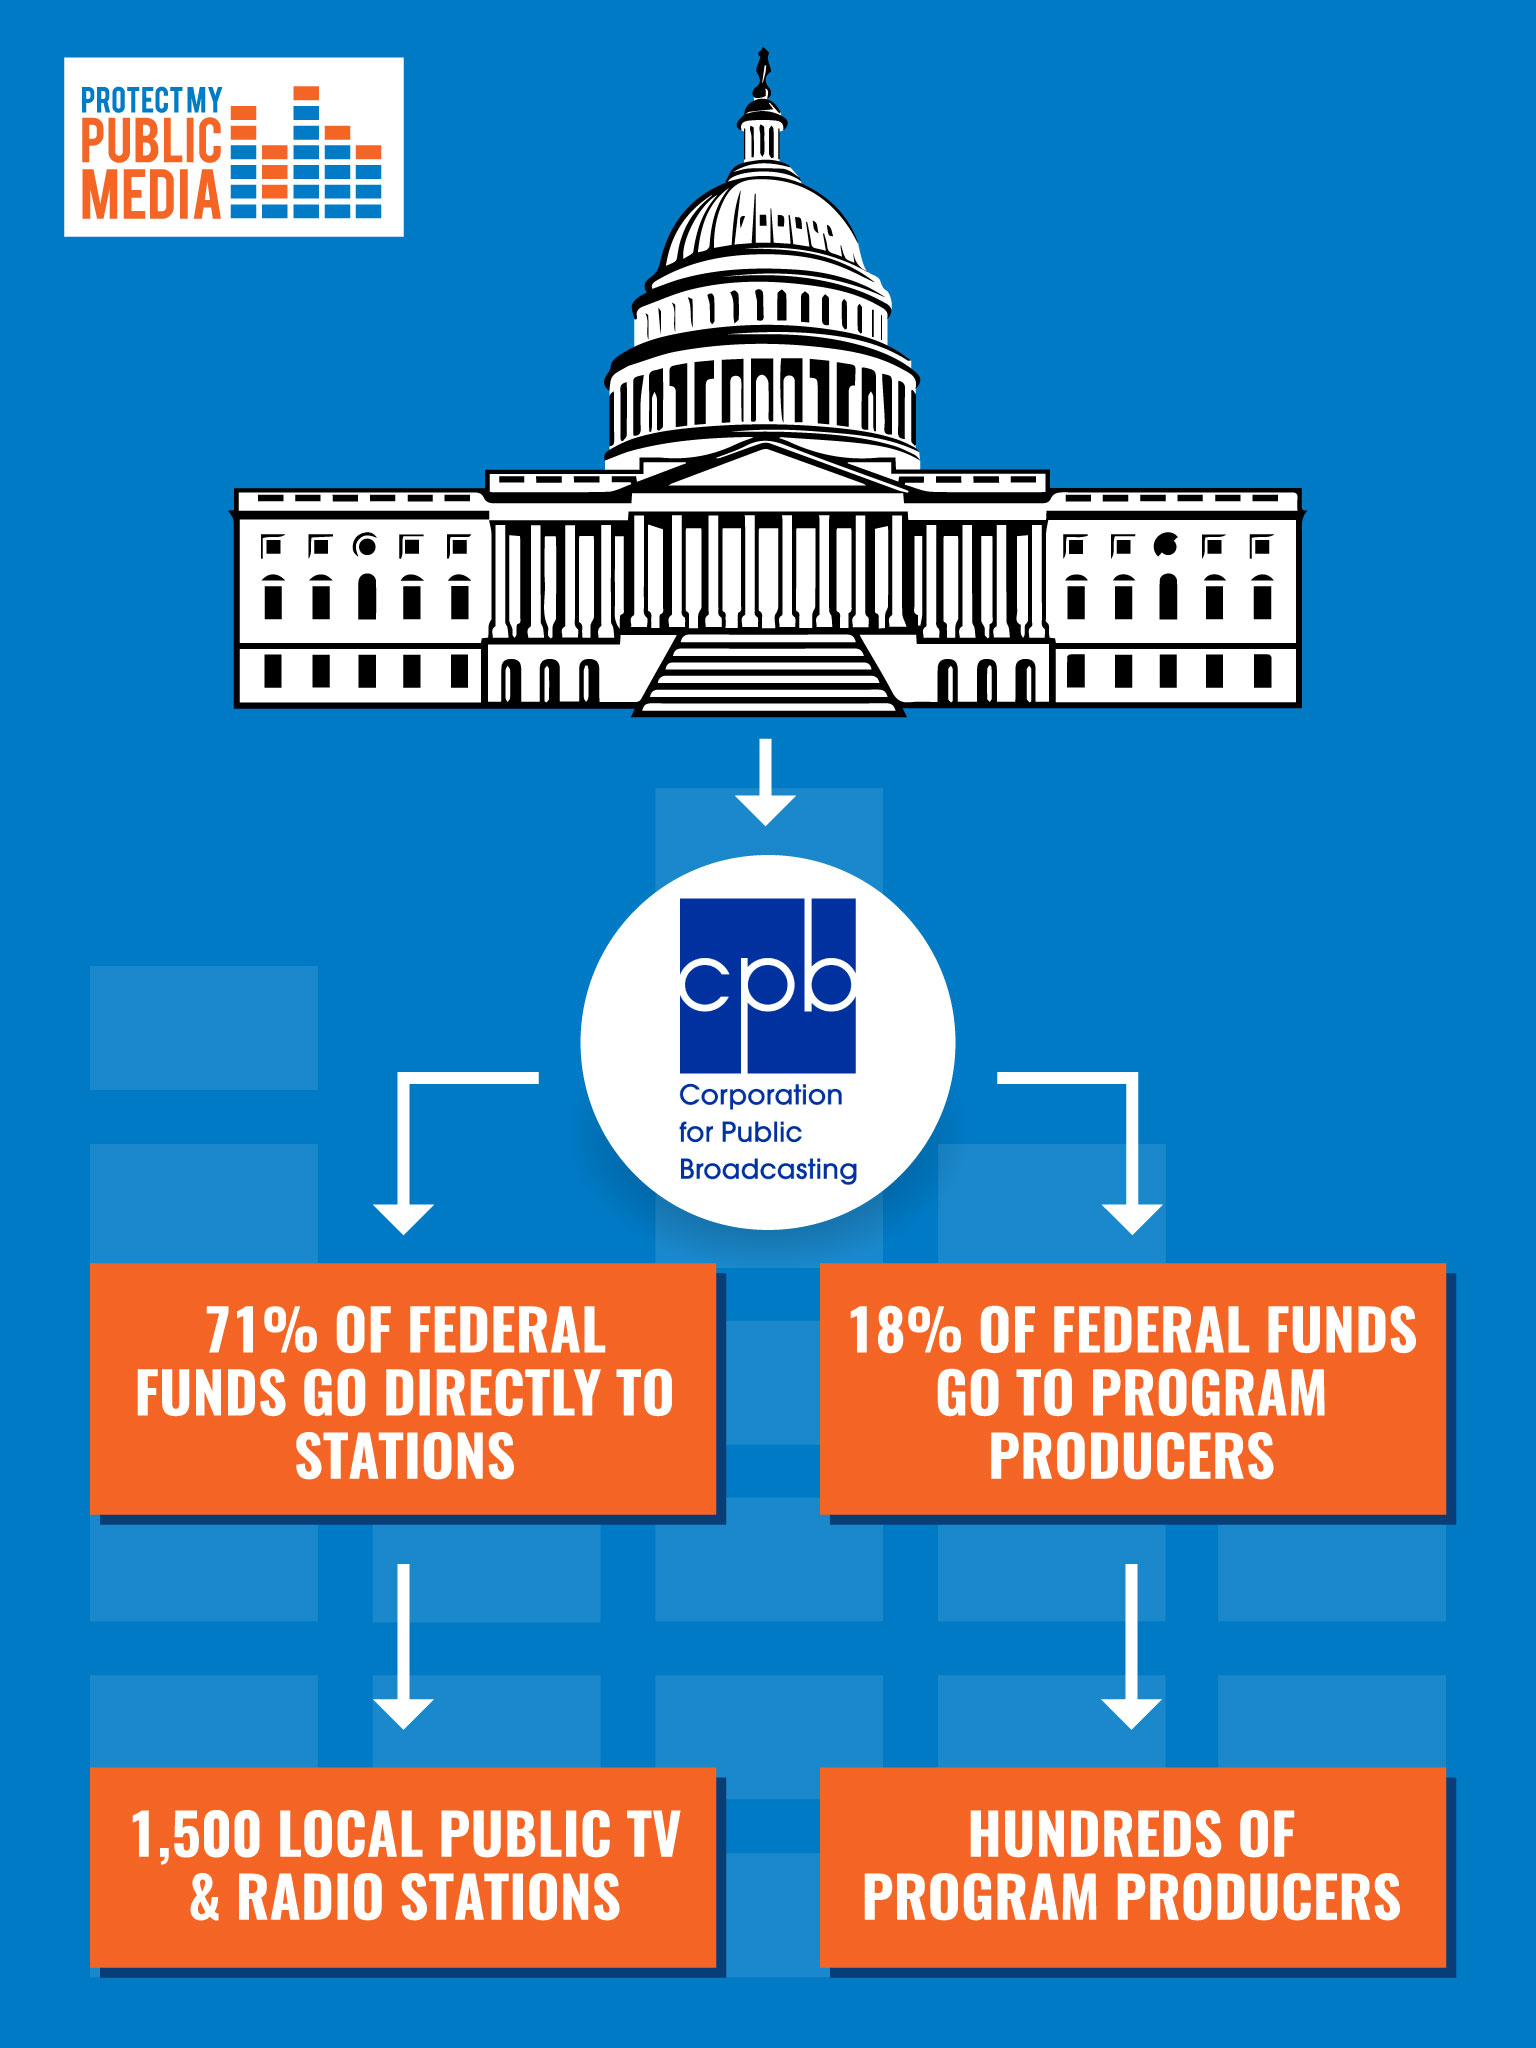 PROTECT MY
PUBLIC
MEDIA
cpb
Corporation
for Public
Broadcasting
71% OF FEDERAL
FUNDS GO DIRECTLY TO
STATIONS
18% OF FEDERAL FUNDS
GO TO PROGRAM
PRODUCERS
1,500 LOCAL PUBLIC TV
& RADIO STATIONS
HUNDREDS OF
PROGRAM PRODUCERS